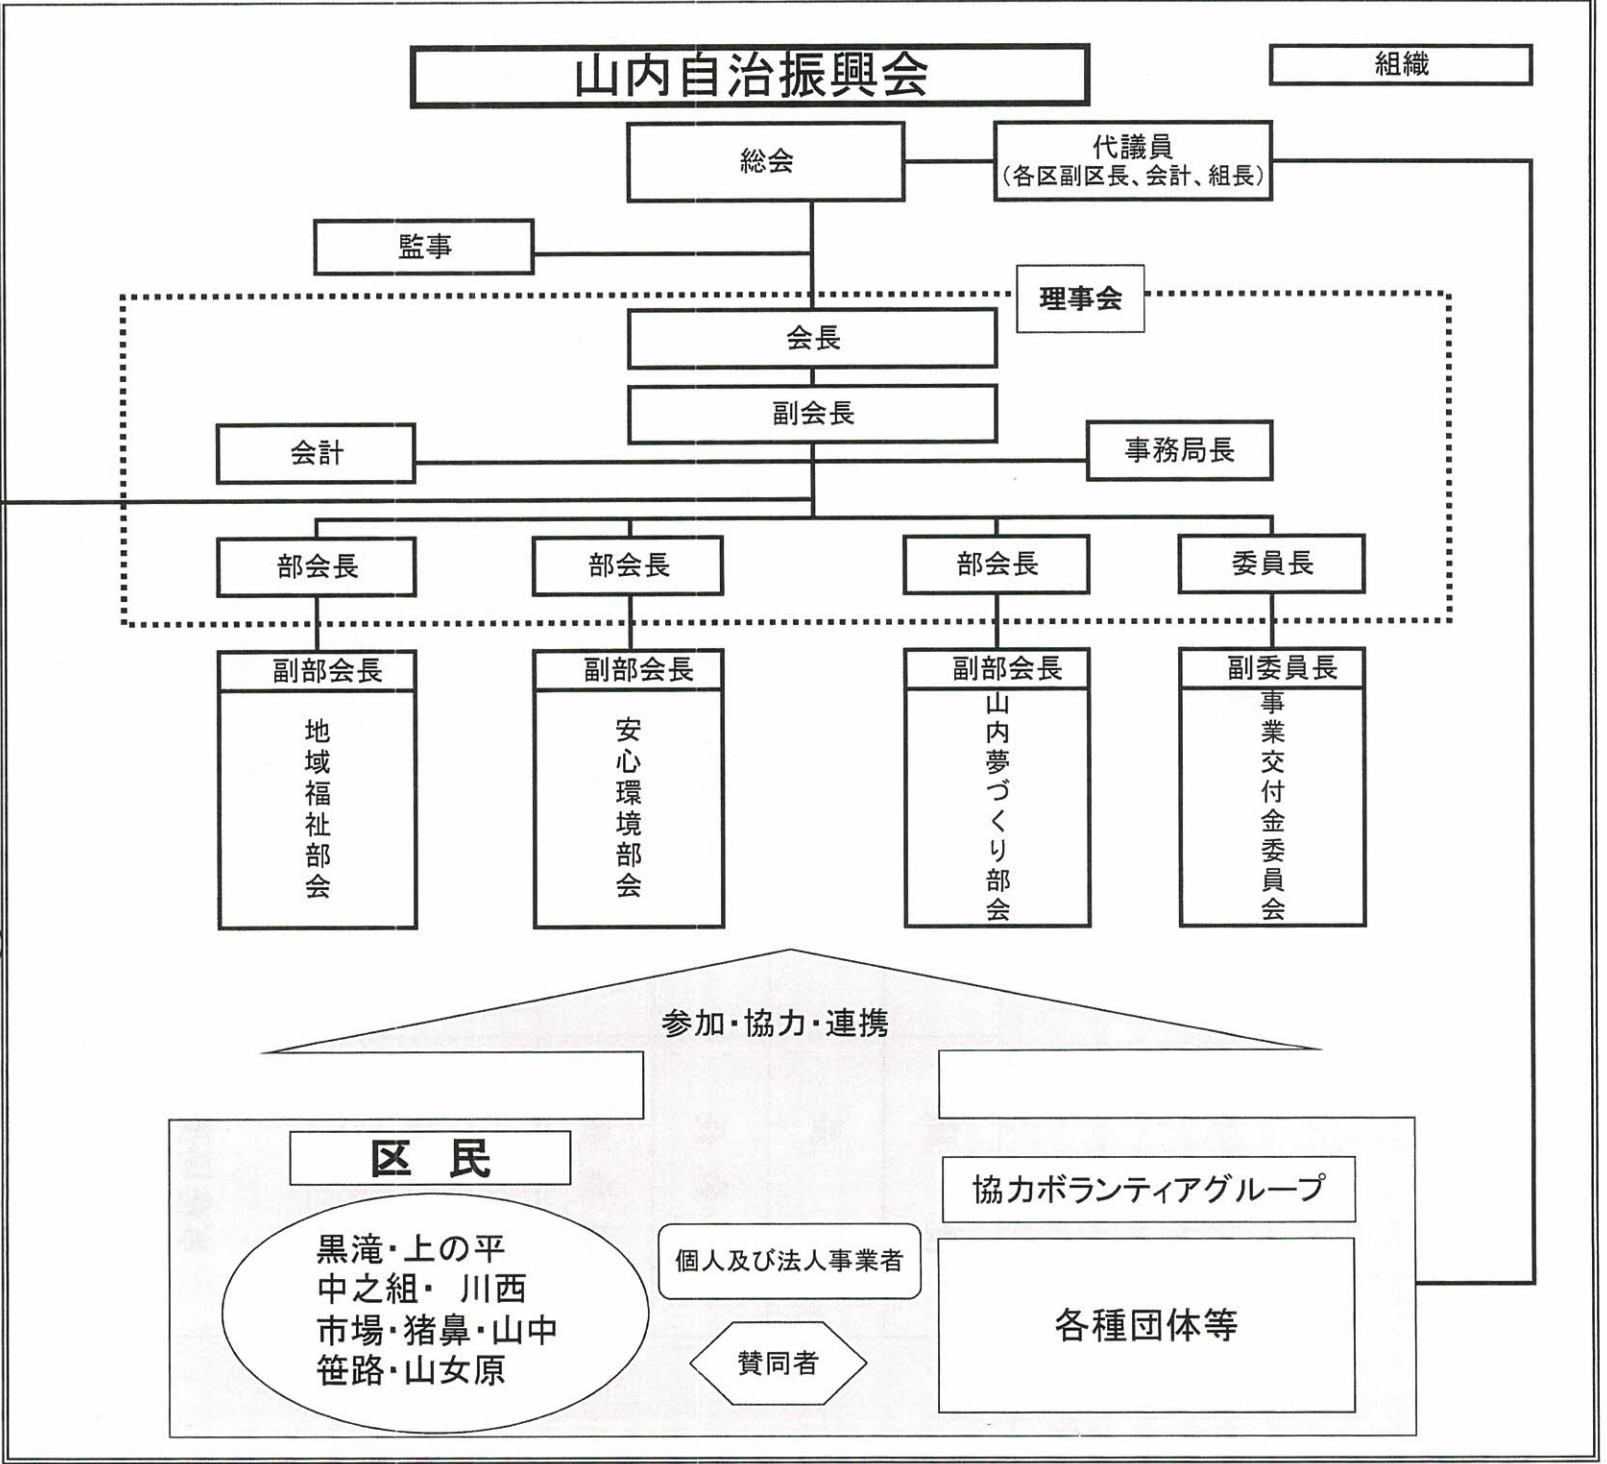 山内自治振興会
組織
総会
代議員
(各区副区長、会計、組長)
監事
理事会
会長
副会長
会計
事務局長
部会長
部会長
部会長
委員長
副部会長
副部会長
副部会長
副委員長
地域福祉部会
安心環境部会
山内夢づくり部会
事業交付金委員会
参加・協力・連携
区 民
黒滝・上の平
中之組・ 川西
市場・猪鼻・山中
笹路・山女原
個人及び法人事業者
賛同者
協力ボランティアグループ
各種団体等